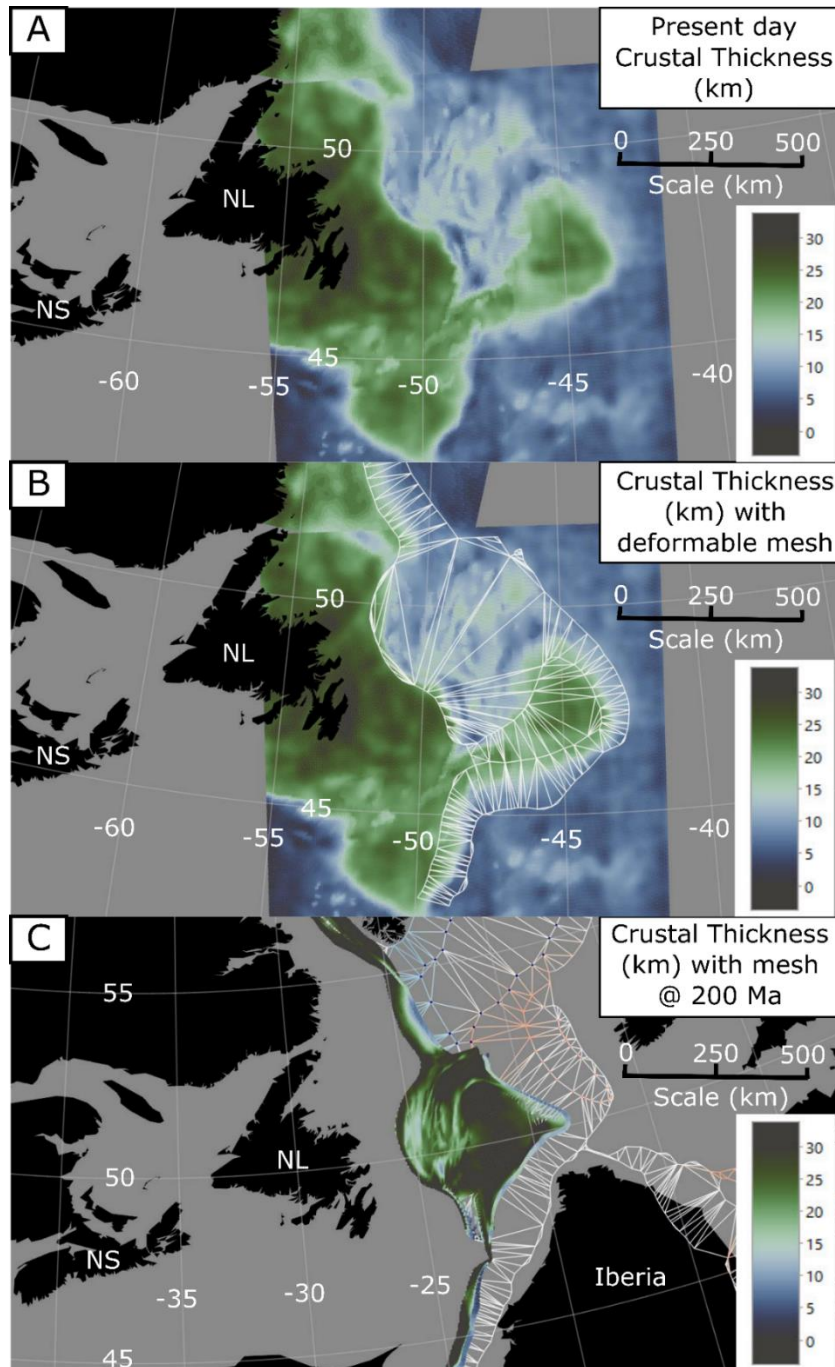 A
Present day
Crustal Thickness
(km)
0 250 500
Scale (km)
50
NL
NS
45
-60
-55
-50
-45
-40
30
25
20
15
10
5
0
B
Crustal Thickness
(km) with
deformable mesh
0 250 500
Scale (km)
50
NL
NS
45
-60
-55
-50
-45
-40
30
25
20
15
10
5
0
C
Crustal Thickness
(km) with mesh
@ 200 Ma
0 250 500
Scale (km)
55
50
NL
NS
45
-35
-30
-25
Iberia
30
25
20
15
10
5
0